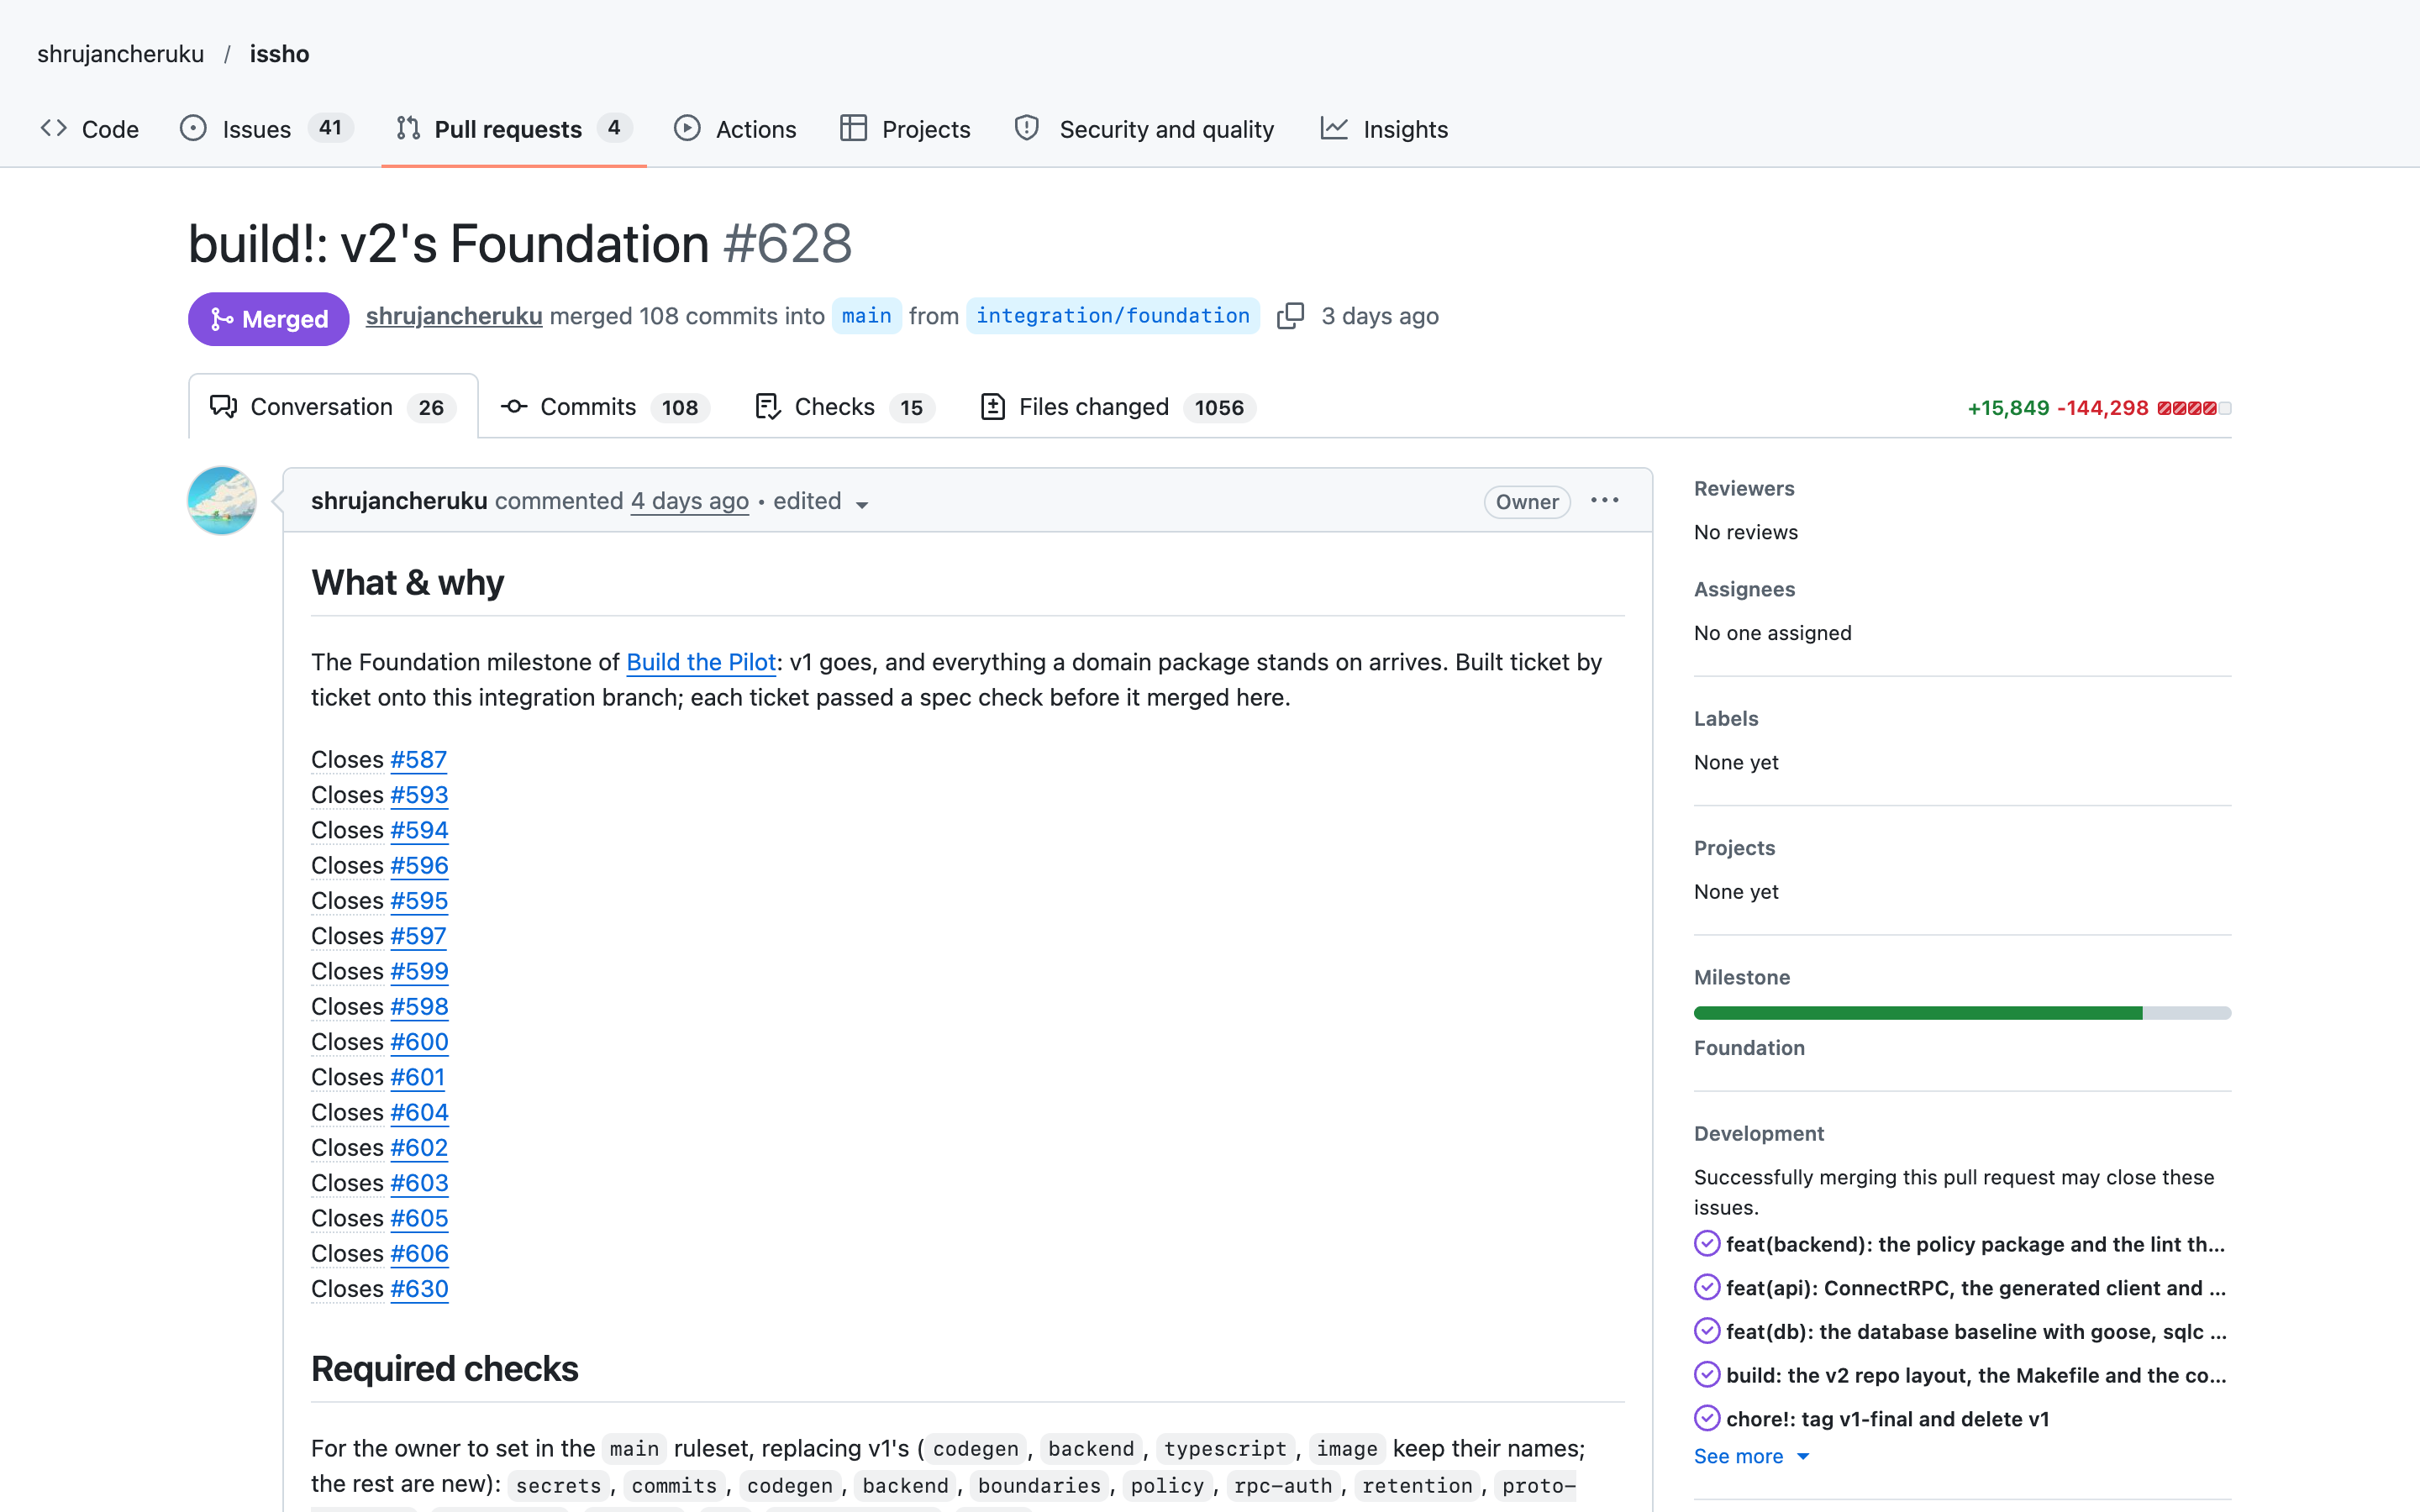 shrujancheruku / issho
Code Issues 41 Pull requests 4 Actions Projects Security and quality Insights
build!: v2's Foundation #628
Merged shrujancheruku merged 108 commits into main from integration/foundation 3 days ago
Conversation 26 Commits 108 Checks 15 Files changed 1056 +15,849 -144,298
shrujancheruku commented 4 days ago • edited Owner
What & why
The Foundation milestone of Build the Pilot: v1 goes, and everything a domain package stands on arrives. Built ticket by
ticket onto this integration branch; each ticket passed a spec check before it merged here.
Closes #587
Closes #593
Closes #594
Closes #596
Closes #595
Closes #597
Closes #599
Closes #598
Closes #600
Closes #601
Closes #604
Closes #602
Closes #603
Closes #605
Closes #606
Closes #630
Required checks
For the owner to set in the main ruleset, replacing v1's (codegen, backend, typescript, image keep their names;
the rest are new): secrets, commits, codegen, backend, boundaries, policy, rpc-auth, retention, proto-
Reviewers
No reviews
Assignees
No one assigned
Labels
None yet
Projects
None yet
Milestone
Foundation
Development
Successfully merging this pull request may close these
issues.
feat(backend): the policy package and the lint th...
feat(api): ConnectRPC, the generated client and ...
feat(db): the database baseline with goose, sqlc ...
build: the v2 repo layout, the Makefile and the co...
chore!: tag v1-final and delete v1
See more